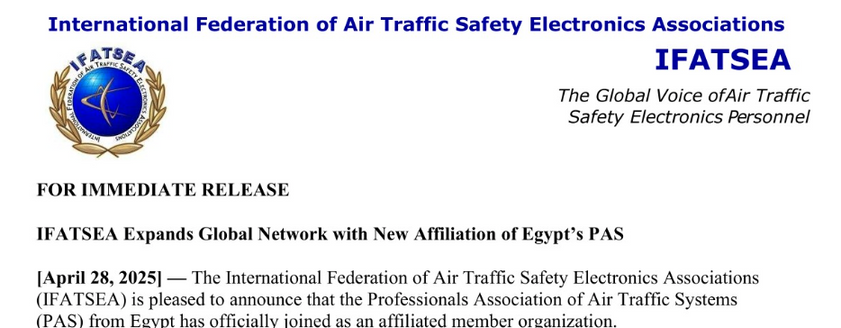 International Federation of Air Traffic Safety Electronics Associations
IFATSEA
The Global Voice of Air Traffic
Safety Electronics Personnel
IFATSEA
INTERNATIONAL FEDERATION OF AIR TRAFFIC SAFETY ELECTRONICS ASSOCIATIONS
FOR IMMEDIATE RELEASE
IFATSEA Expands Global Network with New Affiliation of Egypt’s PAS
[April 28, 2025] — The International Federation of Air Traffic Safety Electronics Associations
(IFATSEA) is pleased to announce that the Professionals Association of Air Traffic Systems
(PAS) from Egypt has officially joined as an affiliated member organization.